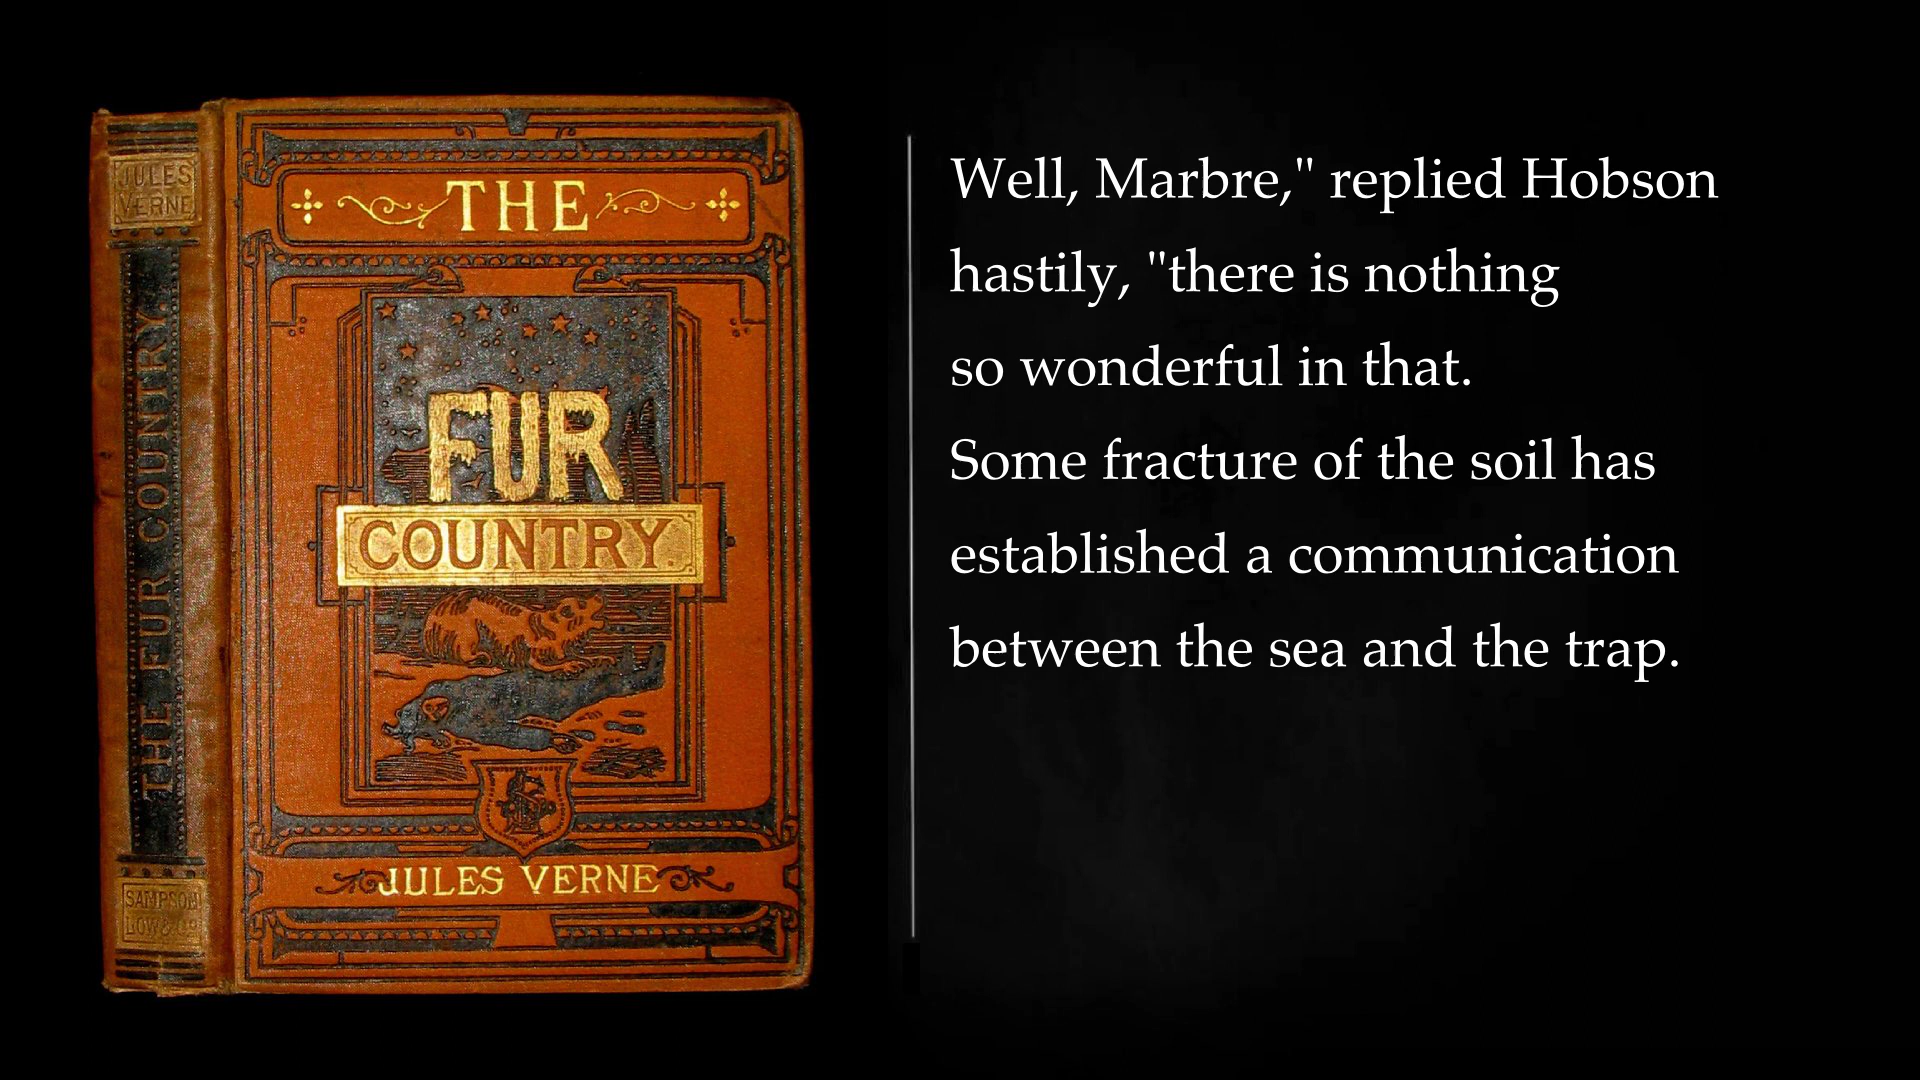 JULES
VERNE
THE FUR COUNTRY.
SAMPSON
LOW & Co
THE
FUR
COUNTRY.
JULES VERNE
Well, Marbre," replied Hobson
hastily, "there is nothing
so wonderful in that.
Some fracture of the soil has
established a communication
between the sea and the trap.